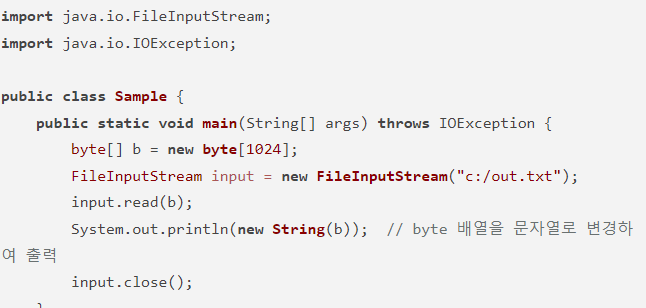 import java.io.FileInputStream;
import java.io.IOException;
public class Sample {
    public static void main(String[] args) throws IOException {
        byte[] b = new byte[1024];
        FileInputStream input = new FileInputStream("c:/out.txt");
        input.read(b);
        System.out.println(new String(b));  // byte 배열을 문자열로 변경하
여 출력
        input.close();
    }